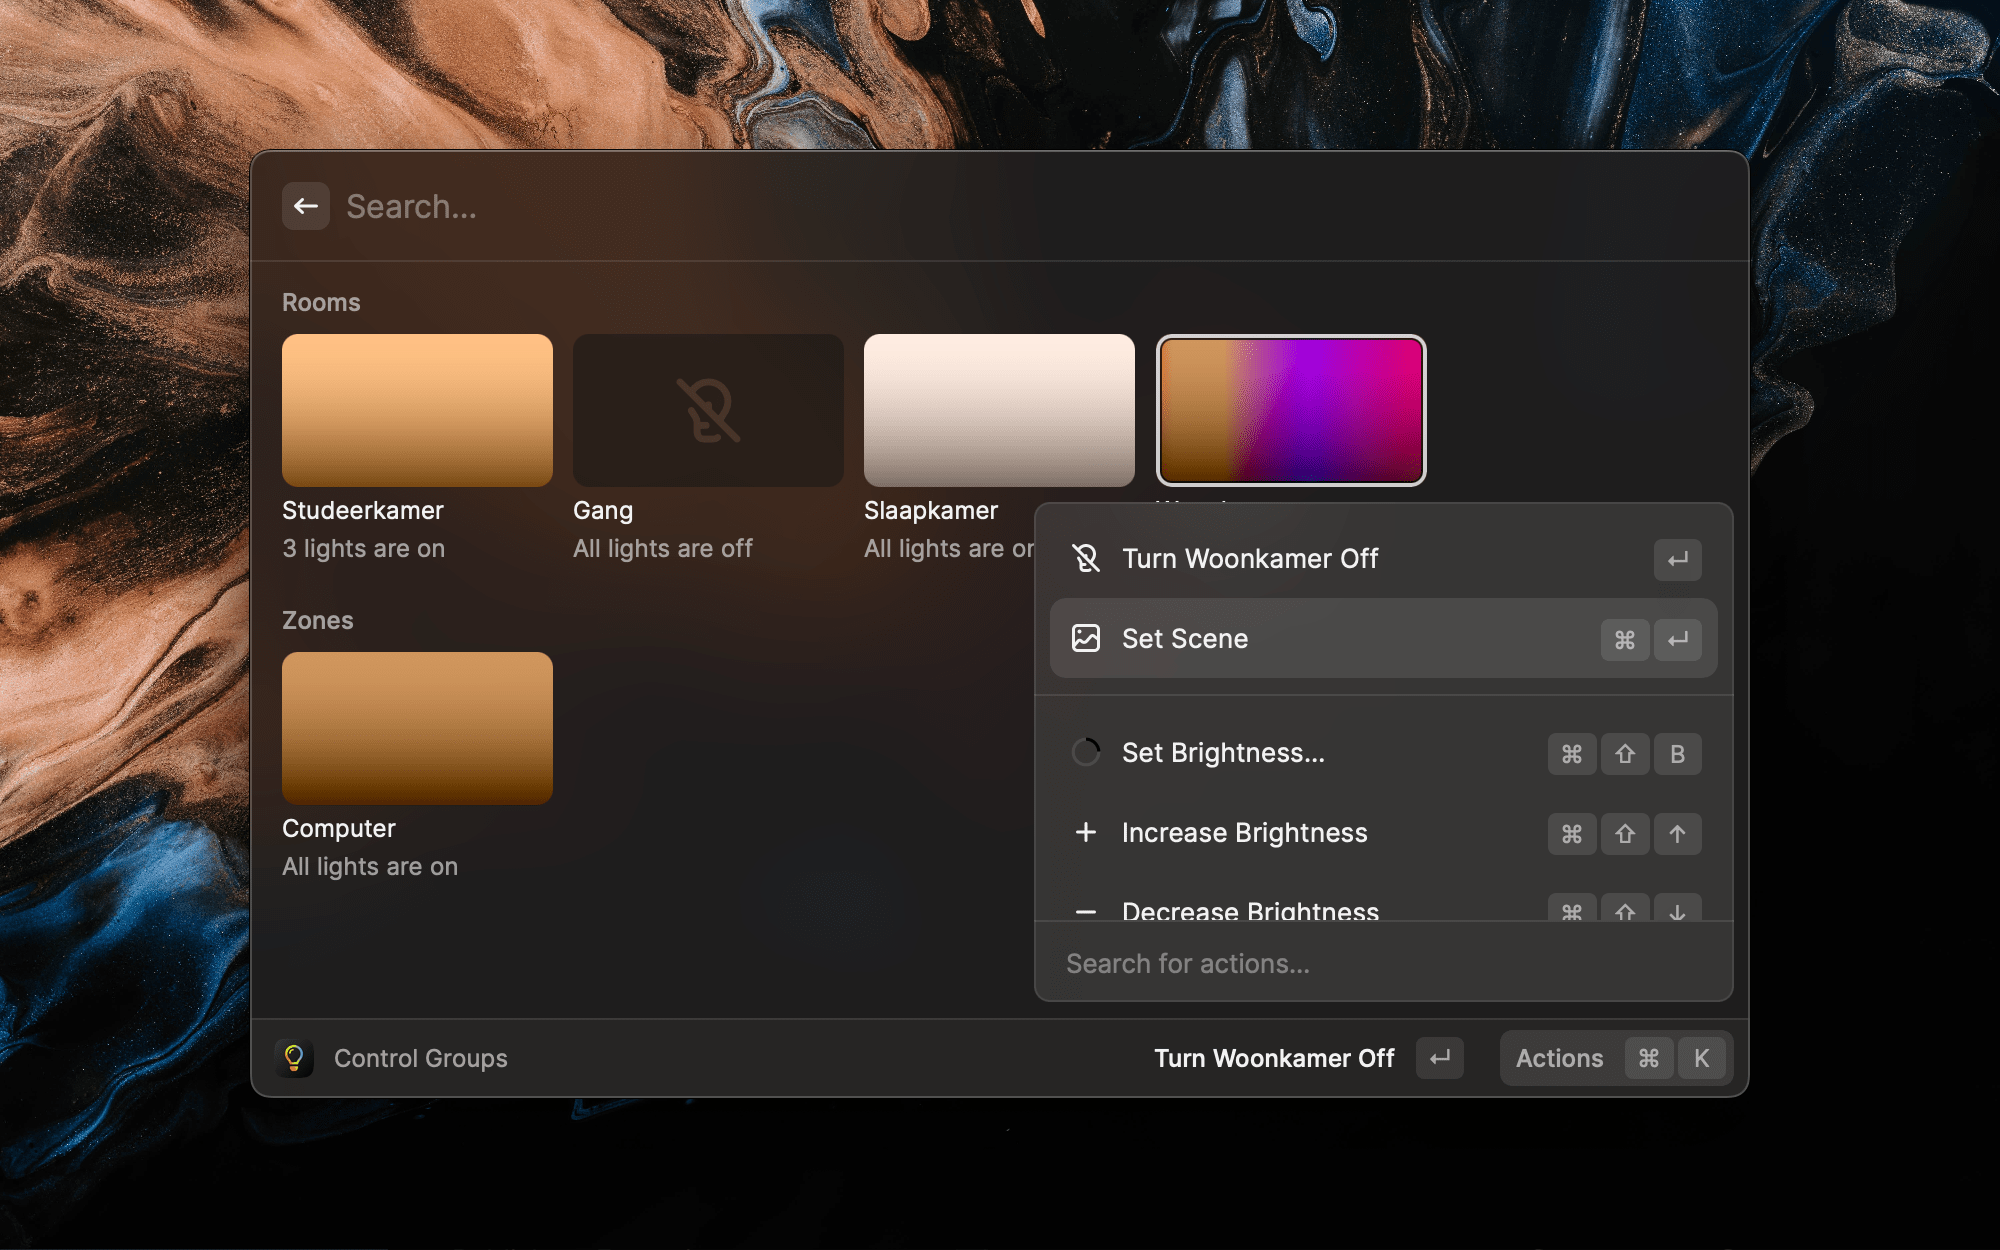 Search...
Rooms
Studeerkamer
3 lights are on
Gang
All lights are off
Slaapkamer
All lights are
Zones
Computer
All lights are on
Turn Woonkamer Off
Set Scene ⌘
Set Brightness... ⌘ ⇧ B
Increase Brightness ⌘ ⇧ ↑
Decrease Brightness ⌘ ⇧ ↓
Search for actions...
Control Groups
Turn Woonkamer Off
Actions ⌘ K